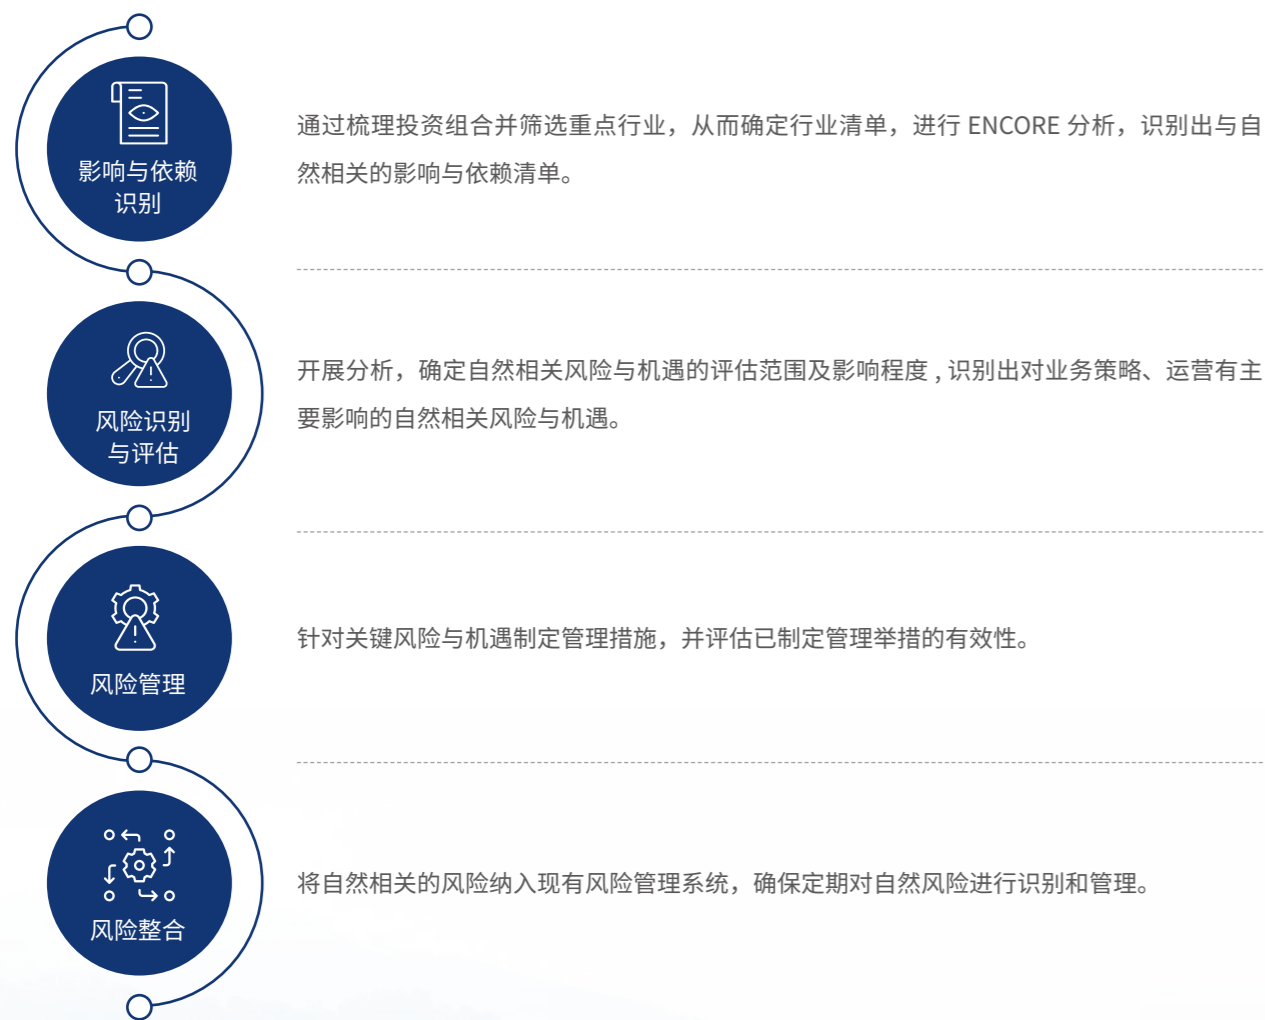 影响与依赖
识别
通过梳理投资组合并筛选重点行业，从而确定行业清单，进行 ENCORE 分析，识别出与自
然相关的影响与依赖清单。
风险识别
与评估
开展分析，确定自然相关风险与机遇的评估范围及影响程度 , 识别出对业务策略、运营有主
要影响的自然相关风险与机遇。
风险管理
针对关键风险与机遇制定管理措施，并评估已制定管理举措的有效性。
风险整合
将自然相关的风险纳入现有风险管理系统，确保定期对自然风险进行识别和管理。